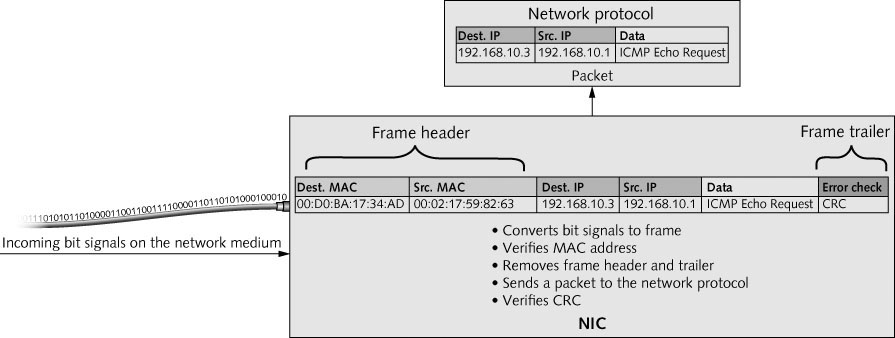 Network protocol
Dest. IP Src. IP Data
192.168.10.3 192.168.10.1 ICMP Echo Request
Packet
Frame header
Frame trailer
Dest. MAC Src. MAC Dest. IP Src. IP Data Error check
00:D0:BA:17:34:AD 00:02:17:59:82:63 192.168.10.3 192.168.10.1 ICMP Echo Request CRC
Incoming bit signals on the network medium
• Converts bit signals to frame
• Verifies MAC address
• Removes frame header and trailer
• Sends a packet to the network protocol
• Verifies CRC
NIC